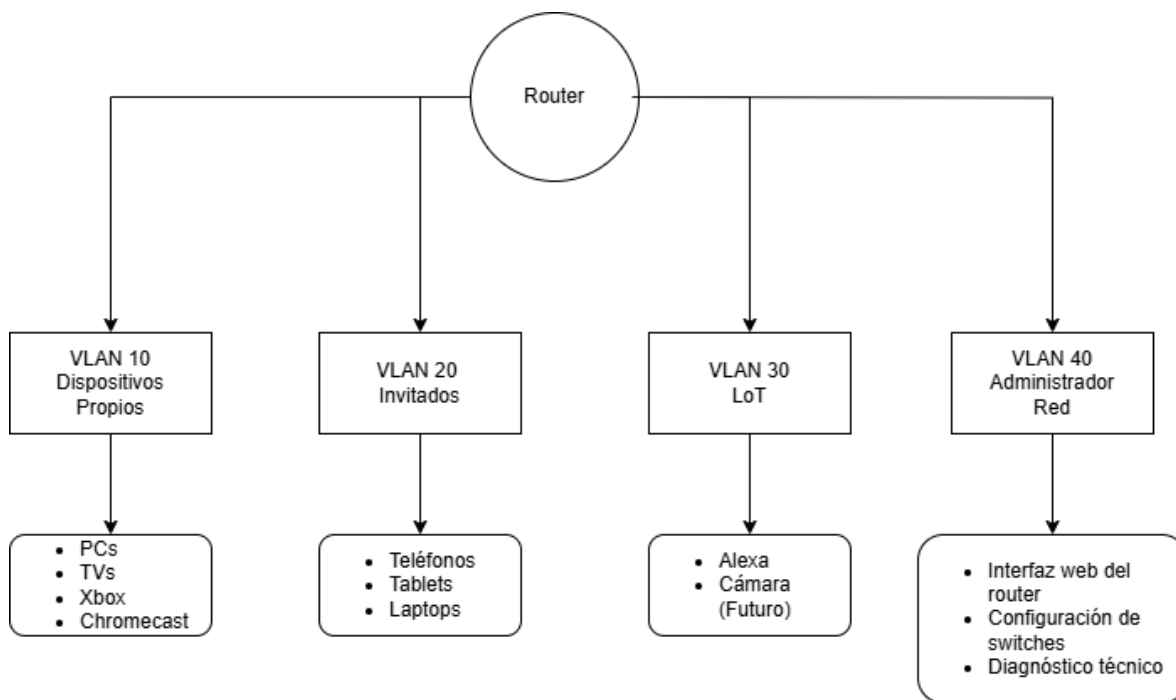 Router
VLAN 10
Dispositivos
Propios
VLAN 20
Invitados
VLAN 30
LoT
VLAN 40
Administrador
Red
• PCs
• TVs
• Xbox
• Chromecast
• Teléfonos
• Tablets
• Laptops
• Alexa
• Cámara
(Futuro)
• Interfaz web del
router
• Configuración de
switches
• Diagnóstico técnico